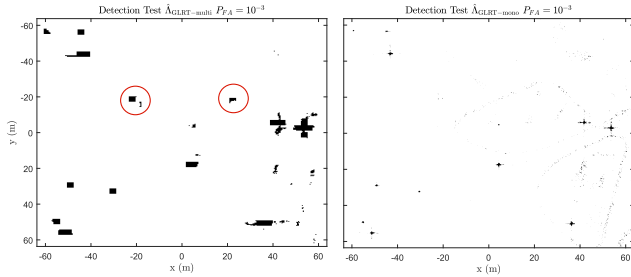 Detection Test Λ̂GLRT−multi PFA = 10−3
-60
-40
-20
0
20
40
60
y (m)
-60 -40 -20 0 20 40 60
x (m)
Detection Test Λ̂GLRT−mono PFA = 10−3
-60 -40 -20 0 20 40 60
x (m)